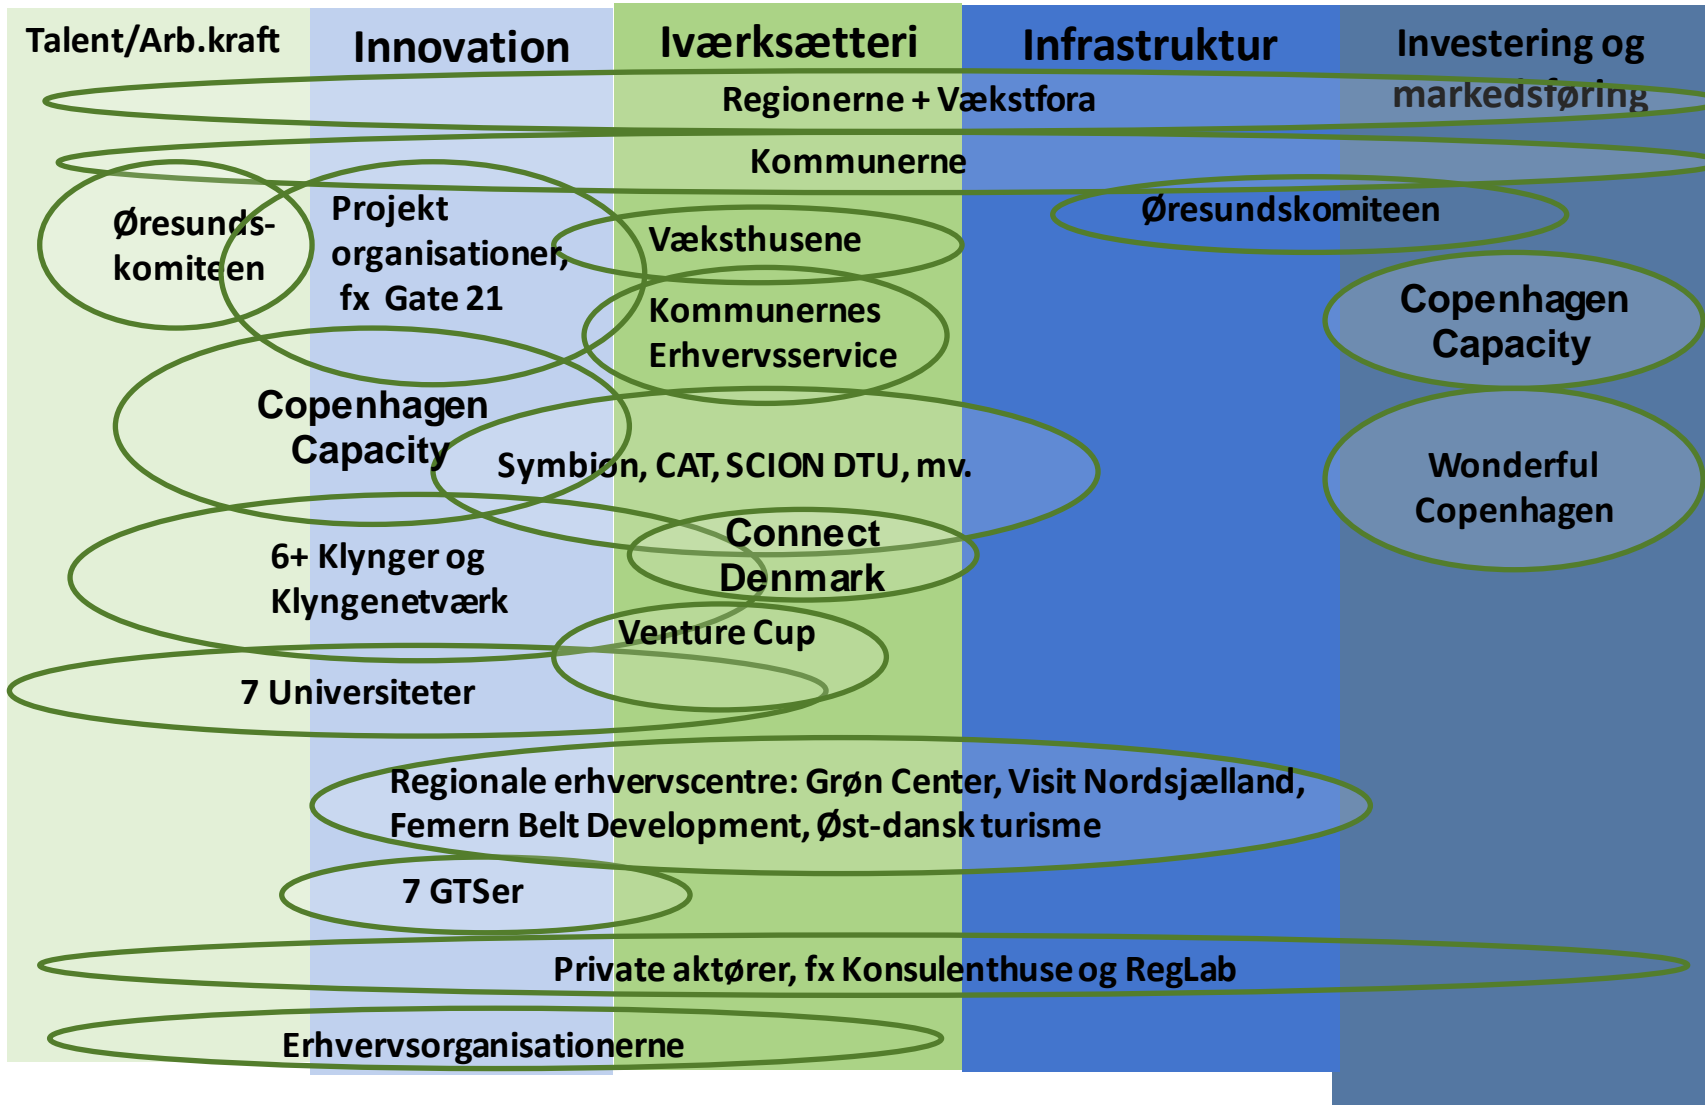 Talent/Arb.kraft
Innovation
Iværksætteri
Infrastruktur
Investering og
markedsføring
Regionerne + Vækstfora
Kommunerne
Øresunds-
komiteen
Projekt
organisationer,
fx Gate 21
Væksthusene
Øresundskomiteen
Kommunernes
Erhvervsservice
Copenhagen
Capacity
Copenhagen
Capacity
Symbion, CAT, SCION DTU, mv.
Wonderful
Copenhagen
Connect
Denmark
6+ Klynger og
Klyngenetværk
Venture Cup
7 Universiteter
Regionale erhvervscentre: Grøn Center, Visit Nordsjælland,
Femern Belt Development, Øst-dansk turisme
7 GTSer
Private aktører, fx Konsulenthuse og RegLab
Erhvervsorganisationerne